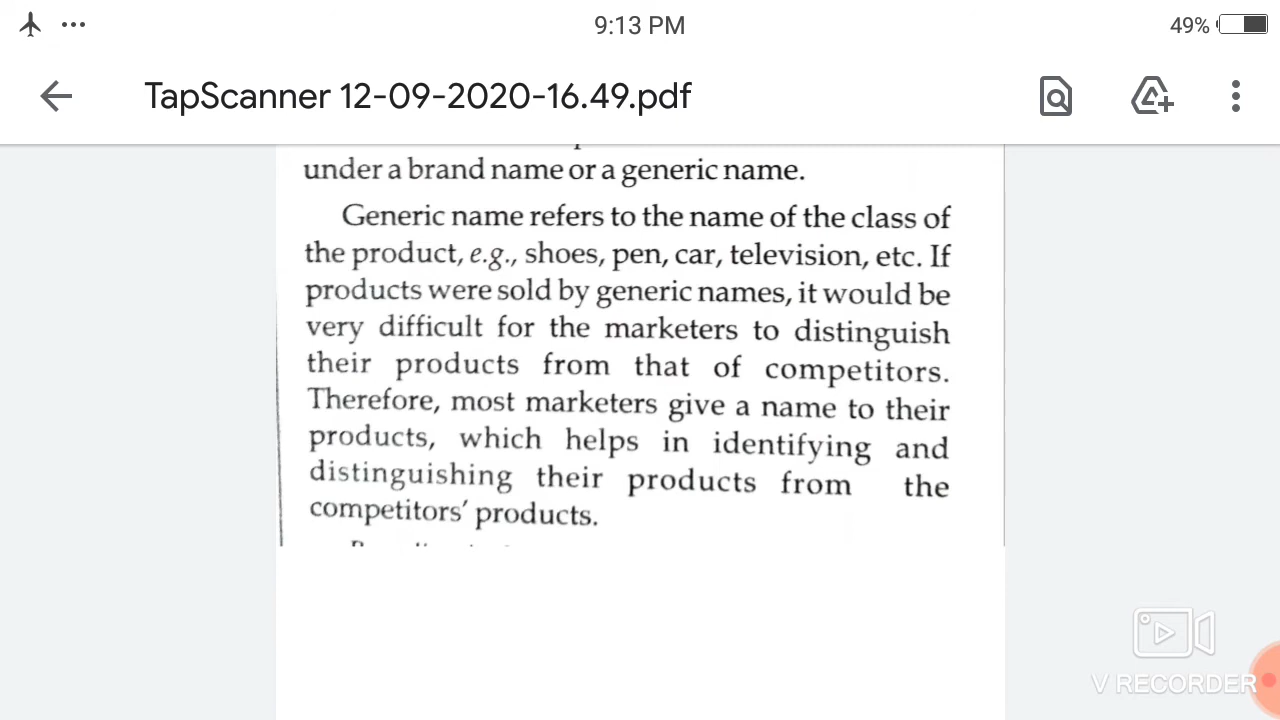 9:13 PM
49%
TapScanner 12-09-2020-16.49.pdf
under a brand name or a generic name.
Generic name refers to the name of the class of
the product, e.g., shoes, pen, car, television, etc. If
products were sold by generic names, it would be
very difficult for the marketers to distinguish
their products from that of competitors.
Therefore, most marketers give a name to their
products, which helps in identifying and
distinguishing their products from the
competitors' products.
V RECORDER